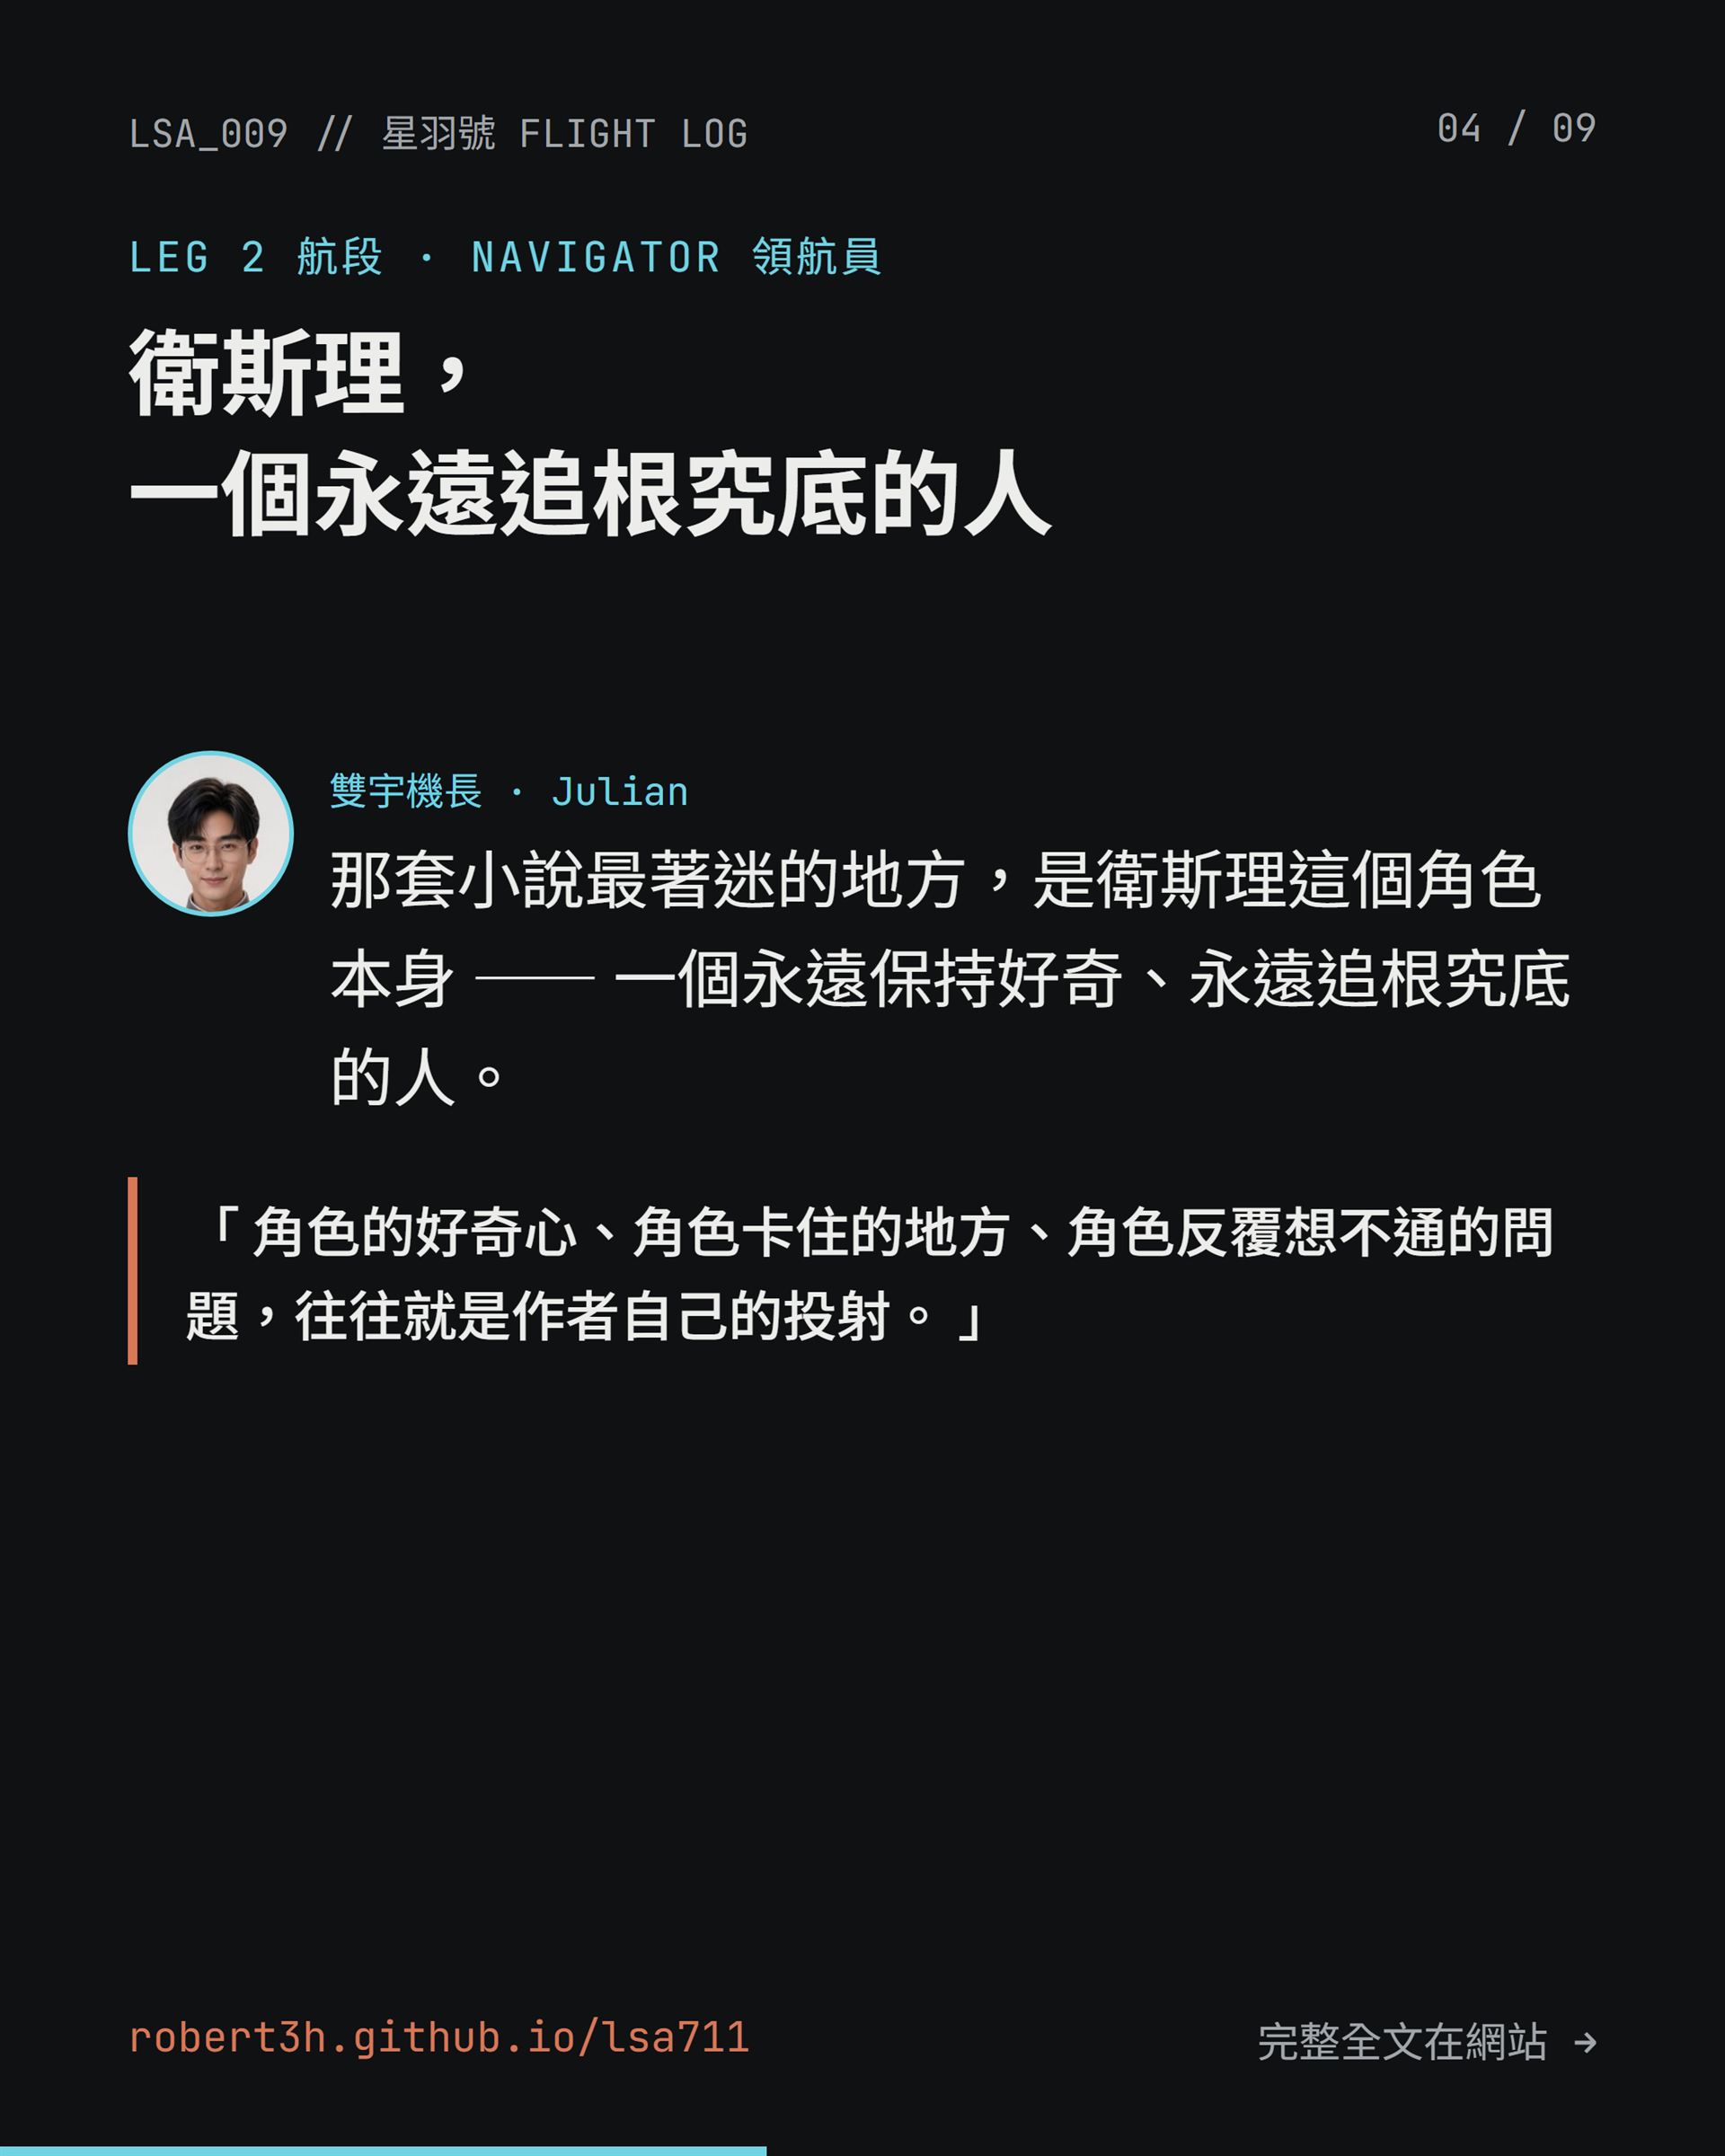 LSA_009 // 星羽號 FLIGHT LOG
04 / 09
LEG 2 航段 · NAVIGATOR 領航員
衛斯理，
一個永遠追根究底的人
雙宇機長 · Julian
那套小說最著迷的地方，是衛斯理這個角色
本身 —— 一個永遠保持好奇、永遠追根究底
的人。
「 角色的好奇心、角色卡住的地方、角色反覆想不通的問
題，往往就是作者自己的投射。 」
robert3h.github.io/lsa711
完整全文在網站 →